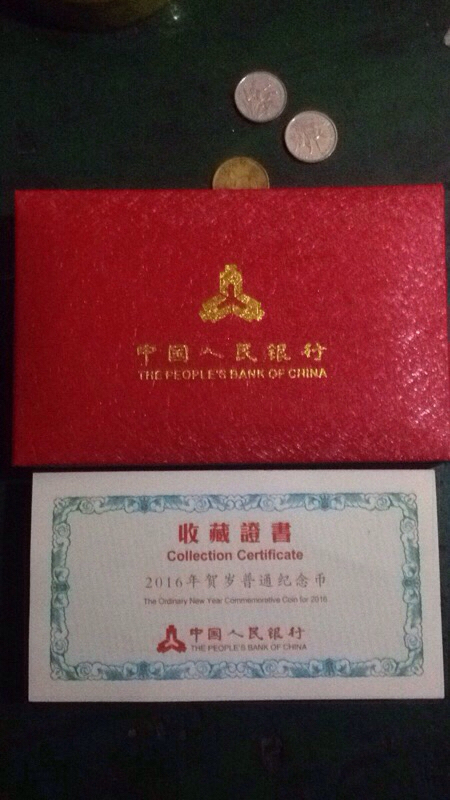 中国人民银行
THE PEOPLE'S BANK OF CHINA
收藏證書
Collection Certificate
2016年贺岁普通纪念币
The Ordinary New Year Commemorative Coin for 2016
中国人民银行
THE PEOPLE'S BANK OF CHINA